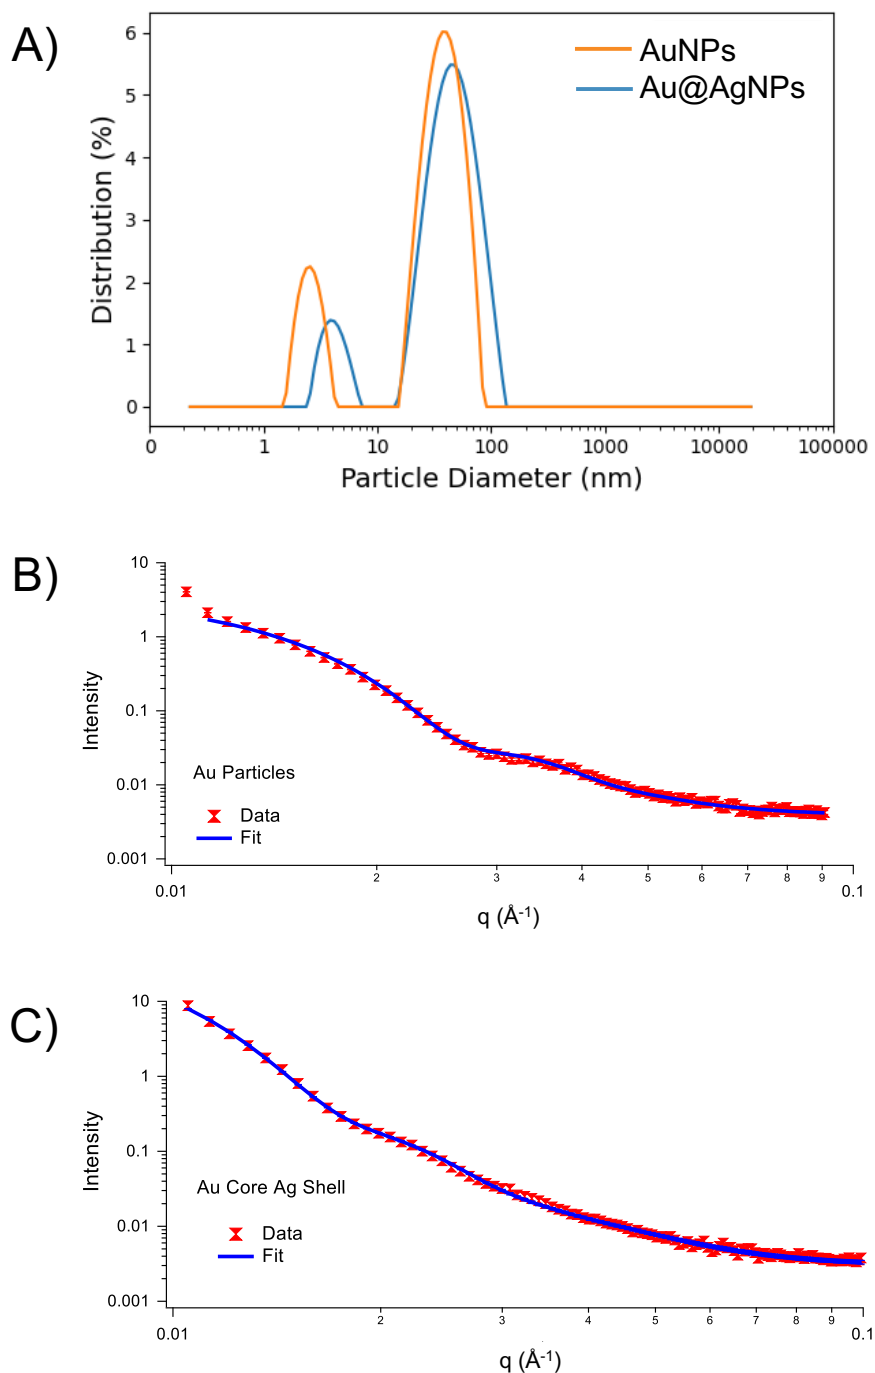 A)
AuNPs
Au@AgNPs
Distribution (%)
6
5
4
3
2
1
0
0 1 10 100 1000 10000 100000
Particle Diameter (nm)
B)
Intensity
10
1
0.1
0.01
0.001
Au Particles
Data
Fit
0.01 2 3 4 5 6 7 8 9 0.1
q (Å-1)
C)
Intensity
10
1
0.1
0.01
0.001
Au Core Ag Shell
Data
Fit
0.01 2 3 4 5 6 7 8 9 0.1
q (Å-1)